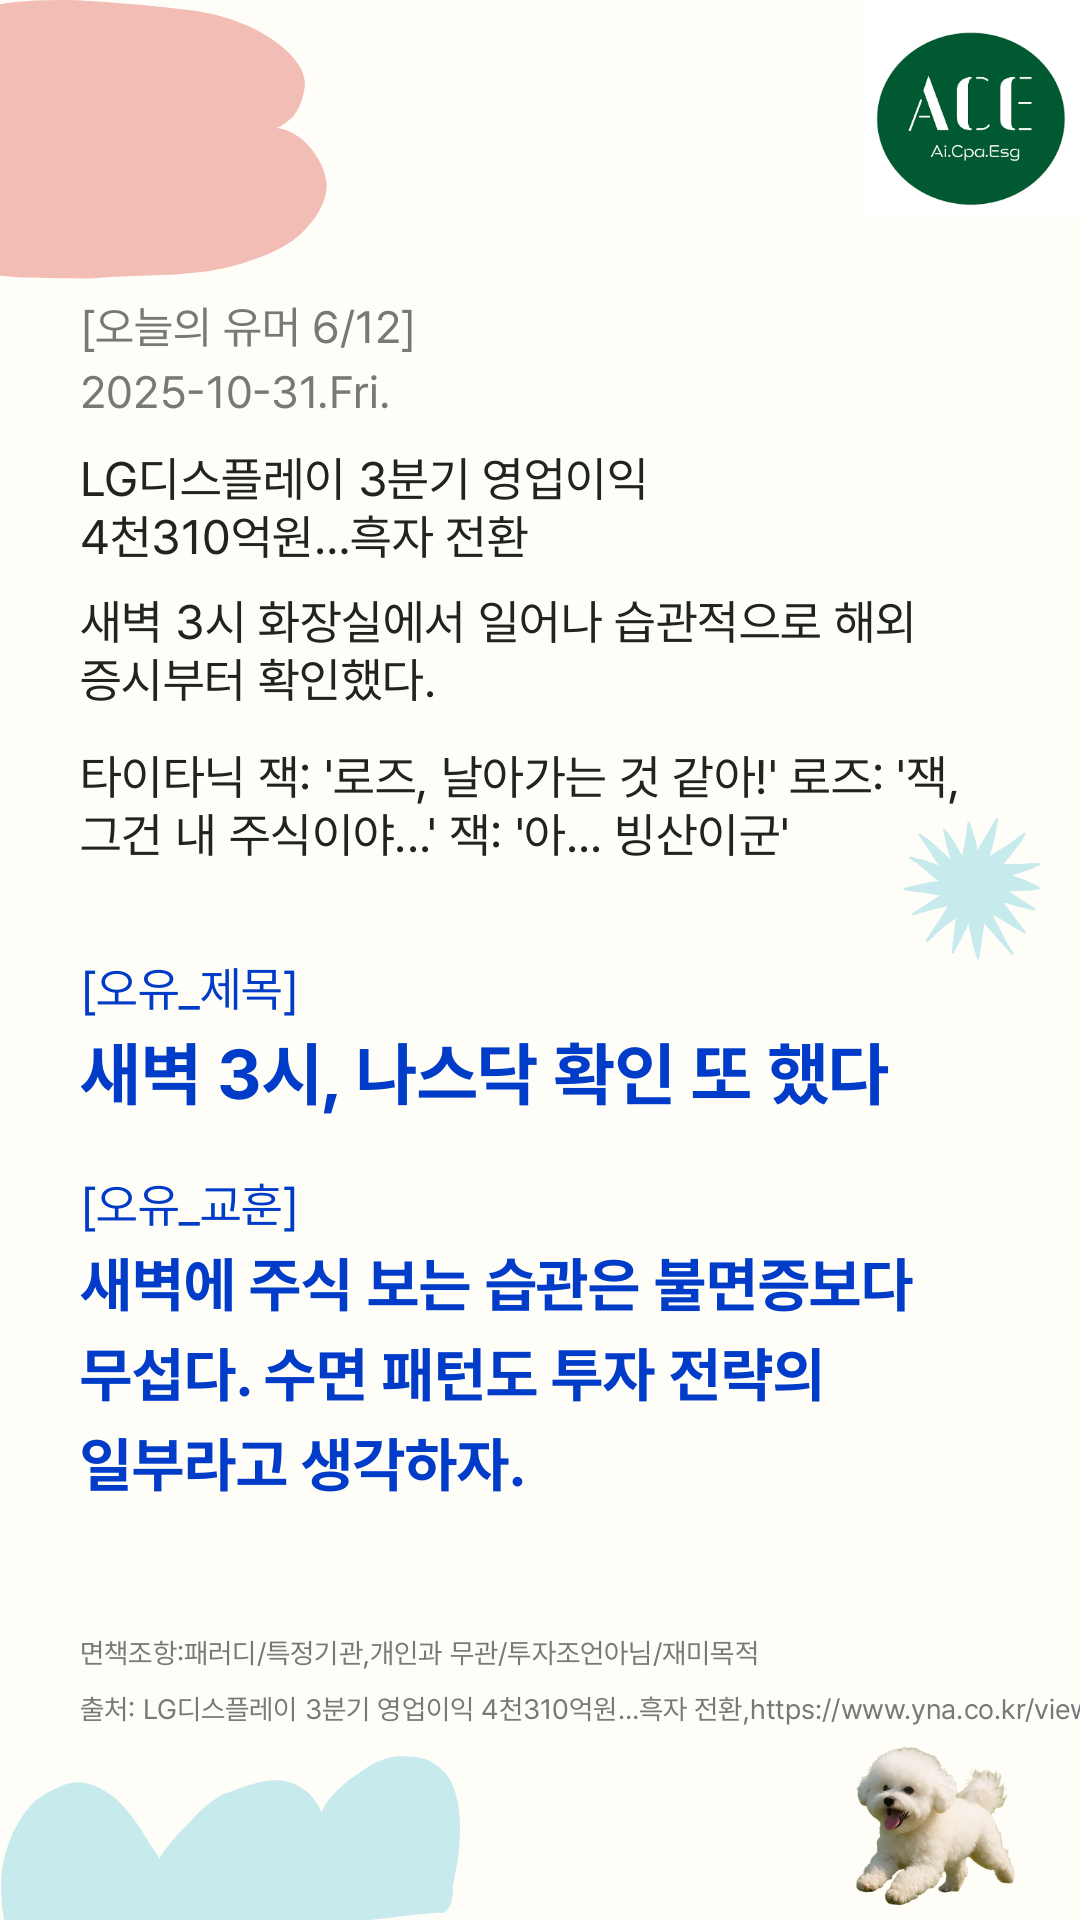 ACE
Ai.Cpa.Esg
[오늘의 유머 6/12]
2025-10-31.Fri.
LG디스플레이 3분기 영업이익
4천310억원...흑자 전환
새벽 3시 화장실에서 일어나 습관적으로 해외
증시부터 확인했다.
타이타닉 잭: '로즈, 날아가는 것 같아!' 로즈: '잭,
그건 내 주식이야...' 잭: '아... 빙산이군'
[오유_제목]
새벽 3시, 나스닥 확인 또 했다
[오유_교훈]
새벽에 주식 보는 습관은 불면증보다
무섭다. 수면 패턴도 투자 전략의
일부라고 생각하자.
면책조항:패러디/특정기관,개인과 무관/투자조언아님/재미목적
출처: LG디스플레이 3분기 영업이익 4천310억원...흑자 전환,https://www.yna.co.kr/view